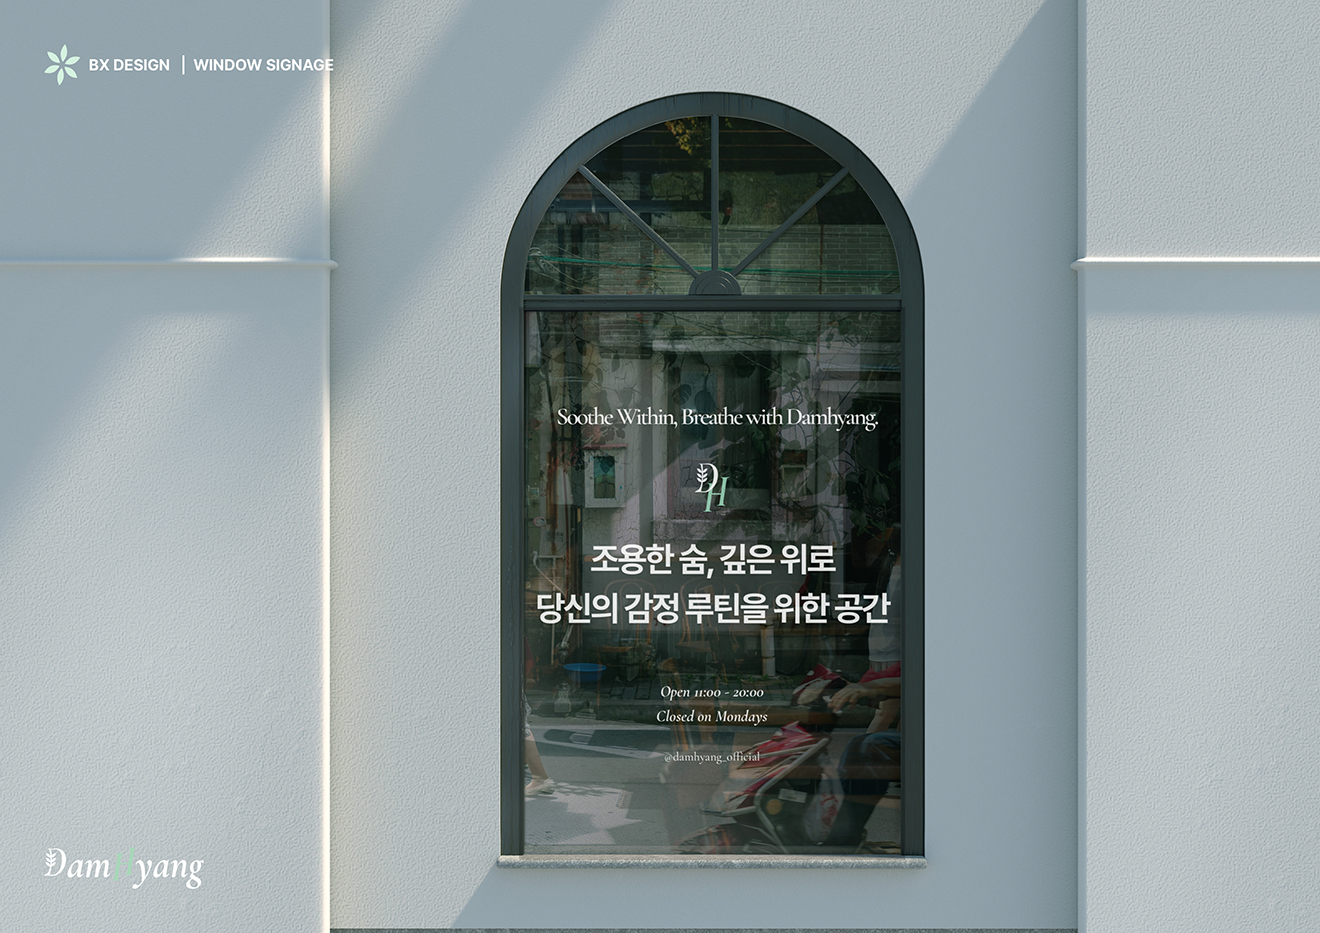 BX DESIGN | WINDOW SIGNAGE
Soothe Within, Breathe with Damhyang.
DH
조용한 숨, 깊은 위로
당신의 감정 루틴을 위한 공간
Open 11:00 - 20:00
Closed on Mondays
@damhyang_official
DamHyang